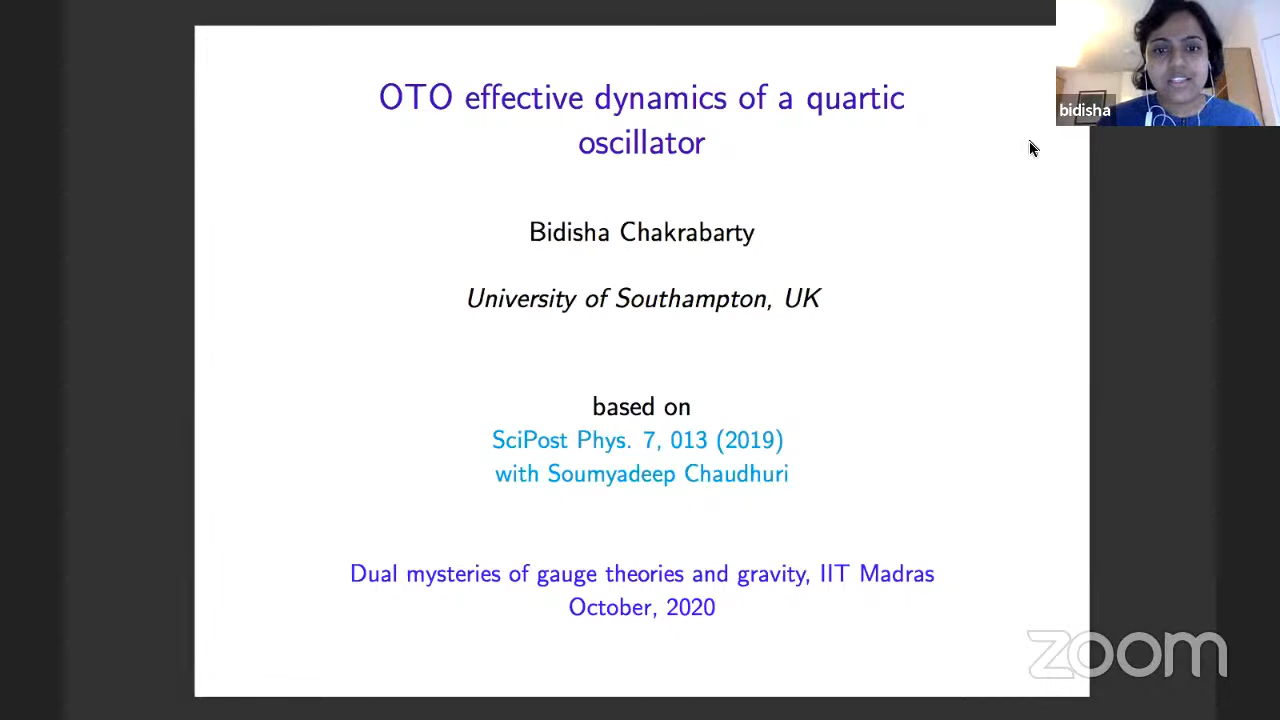 OTO effective dynamics of a quartic
oscillator
bidisha
Bidisha Chakrabarty
University of Southampton, UK
based on
SciPost Phys. 7, 013 (2019)
with Soumyadeep Chaudhuri
Dual mysteries of gauge theories and gravity, IIT Madras
October, 2020
zoom